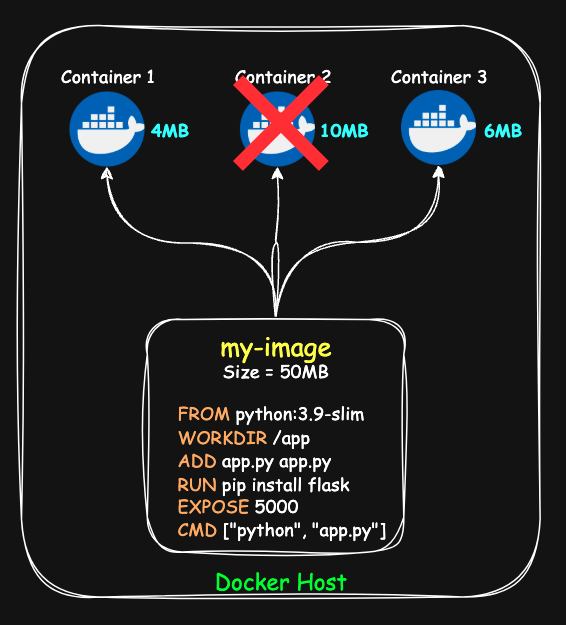 Container 1
Container 2
Container 3
4MB
10MB
6MB
my-image
Size = 50MB
FROM python:3.9-slim
WORKDIR /app
ADD app.py app.py
RUN pip install flask
EXPOSE 5000
CMD ["python", "app.py"]
Docker Host